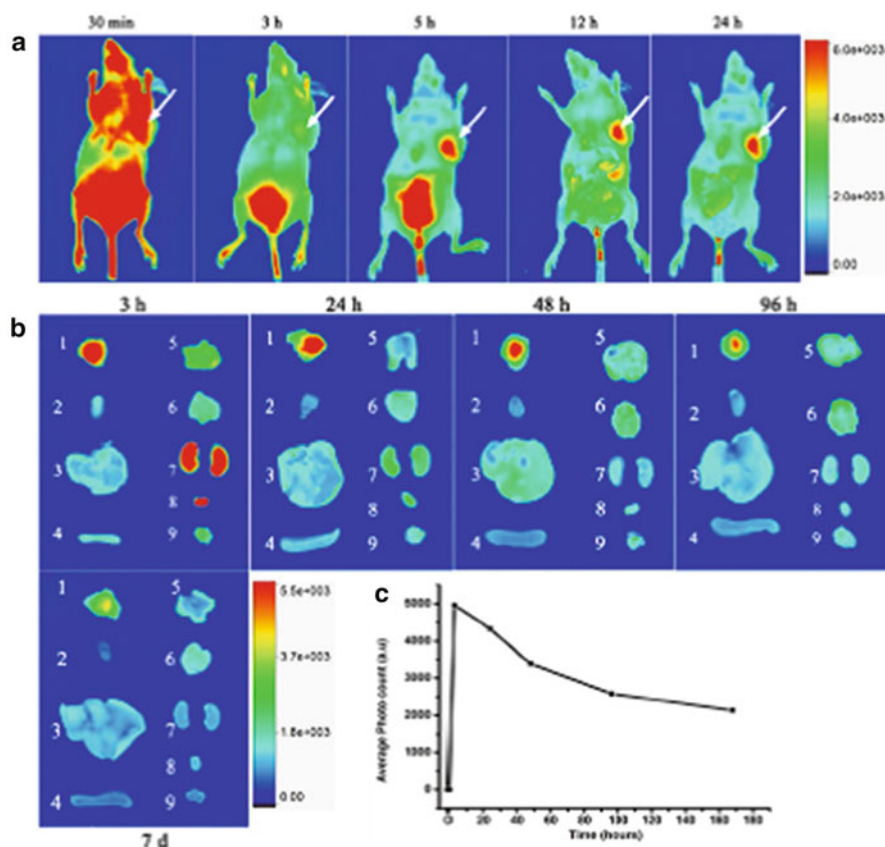 30 min 3 h 5 h 12 h 24 h
a
6.0e+003
4.0e+003
2.0e+003
0.00
3 h 24 h 48 h 96 h
b
1 5 1 5 1 5 1 5
2 6 2 6 2 6 2 6
3 7 3 7 3 7 3 7
8 8 8 8
4 9 4 9 4 9 4 9
1 5
2 6
3 7
8
4 9
7 d
5.5e+003
3.7e+003
1.8e+003
0.00
c
Average Photo count (a.u)
5000
4000
3000
2000
1000
0
0 20 40 60 80 100 120 140 160 180
Time (hours)